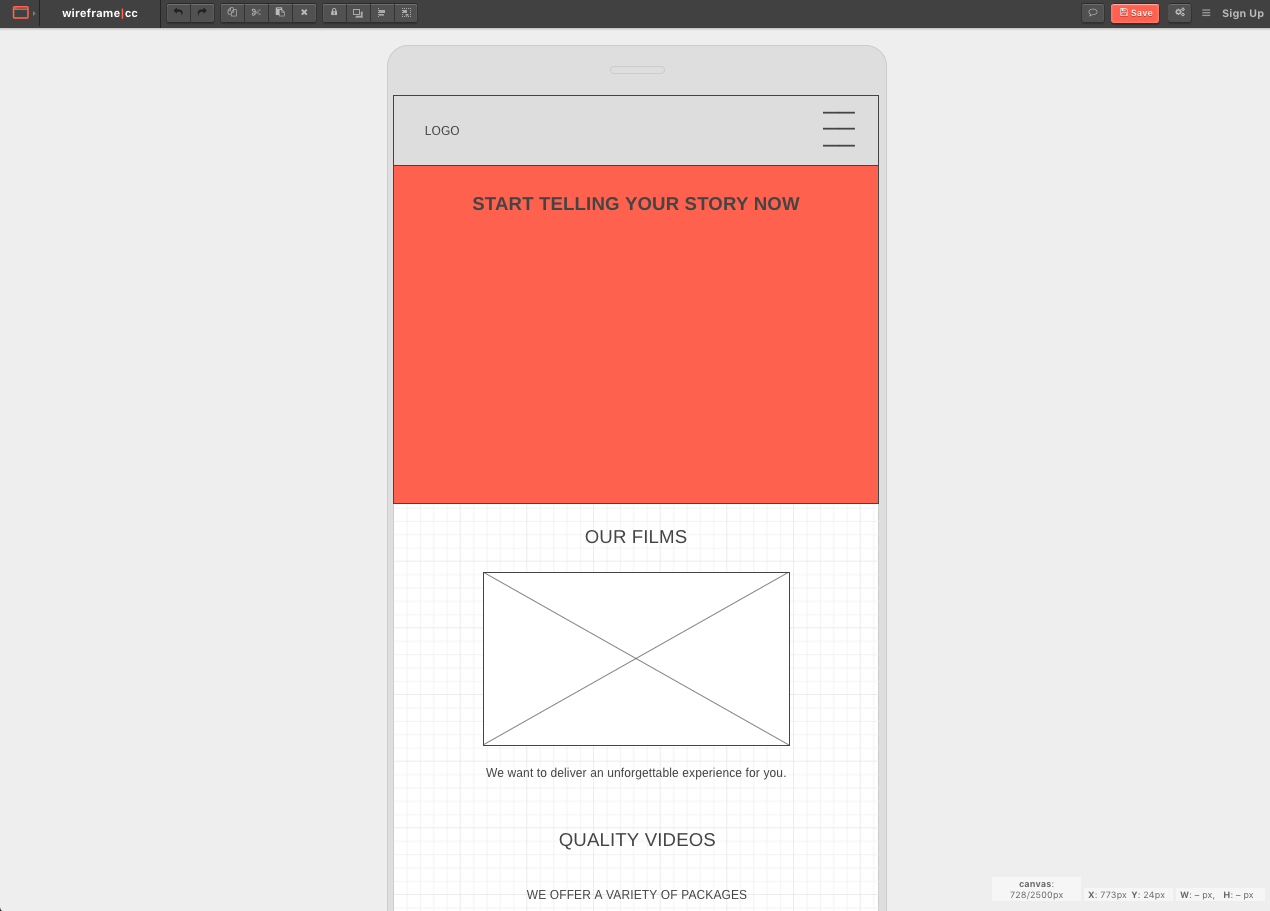 wireframe|cc
Save
Sign Up
LOGO
START TELLING YOUR STORY NOW
OUR FILMS
We want to deliver an unforgettable experience for you.
QUALITY VIDEOS
WE OFFER A VARIETY OF PACKAGES
canvas:
728/2500px
X: 773px Y: 24px
W: – px, H: – px